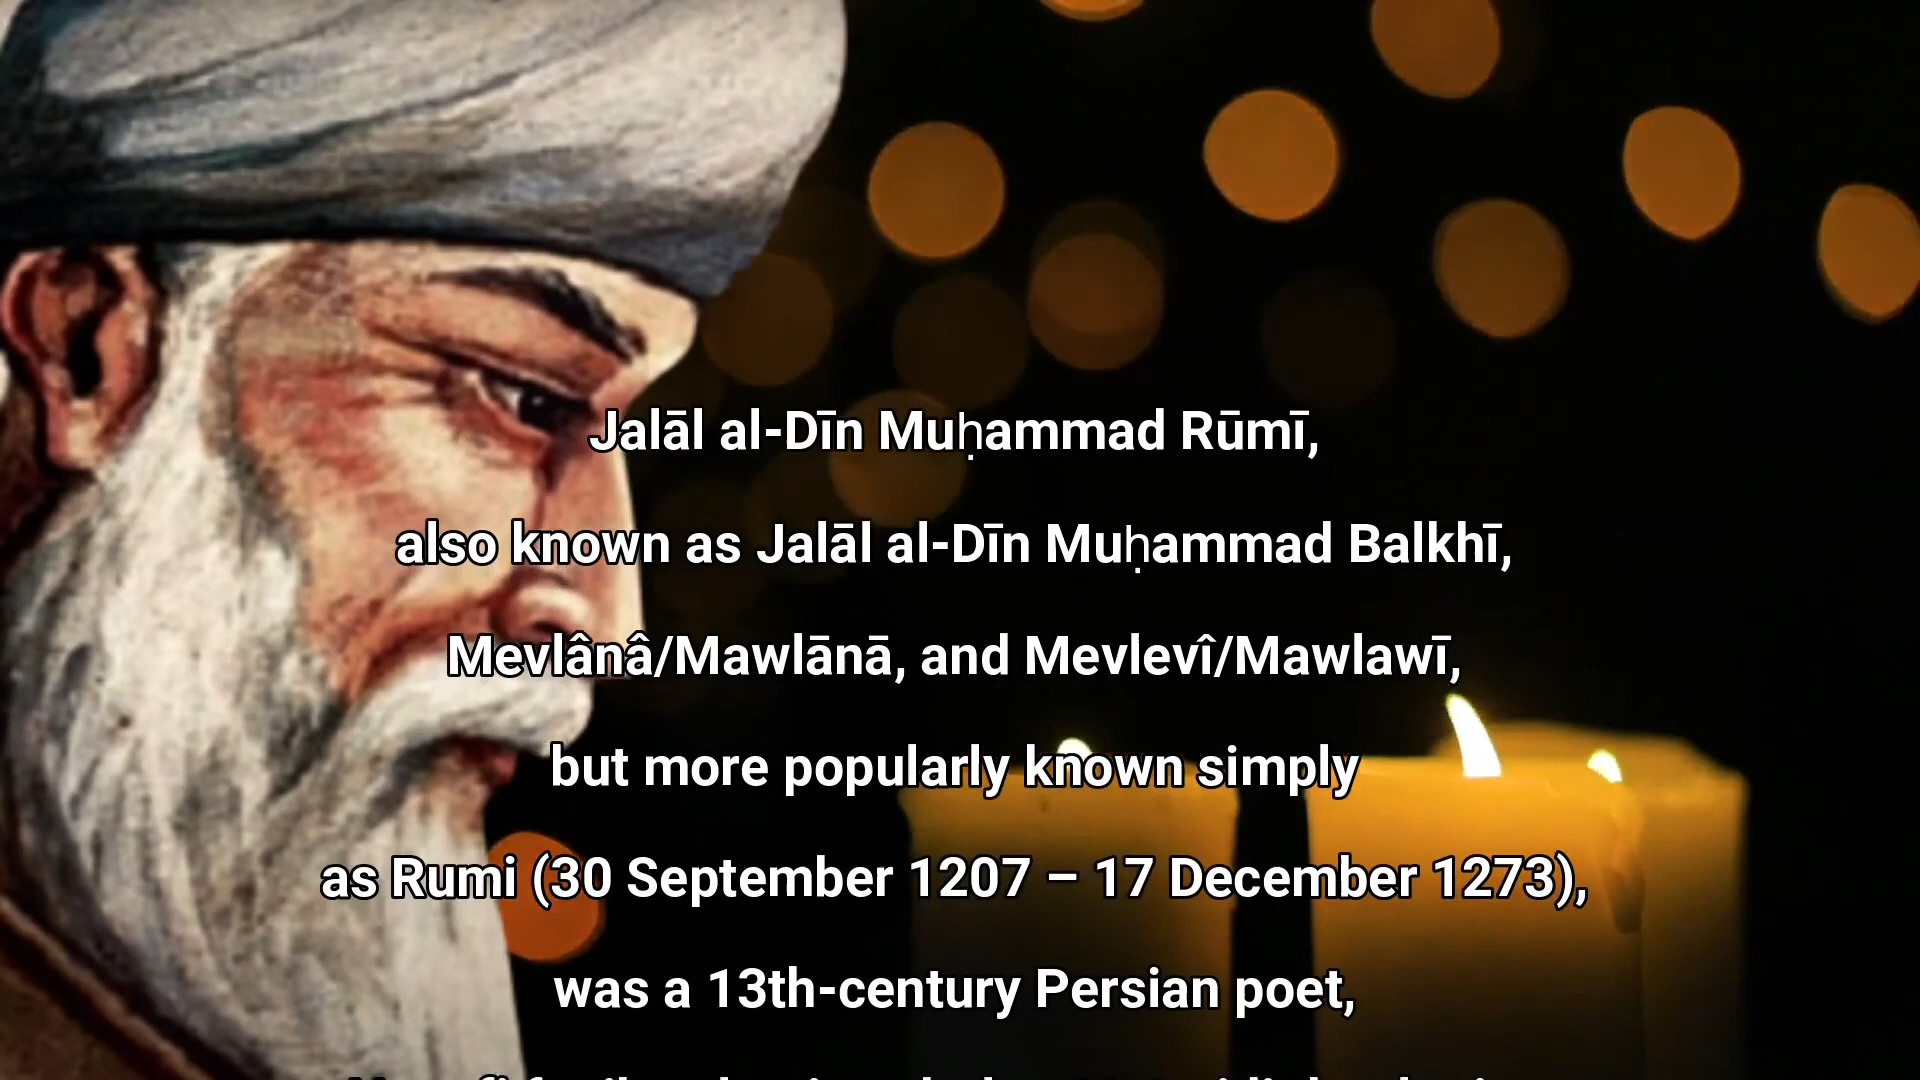 Jalāl al-Dīn Muḥammad Rūmī,
also known as Jalāl al-Dīn Muḥammad Balkhī,
Mevlânâ/Mawlānā, and Mevlevî/Mawlawī,
but more popularly known simply
as Rumi (30 September 1207 – 17 December 1273),
was a 13th-century Persian poet,